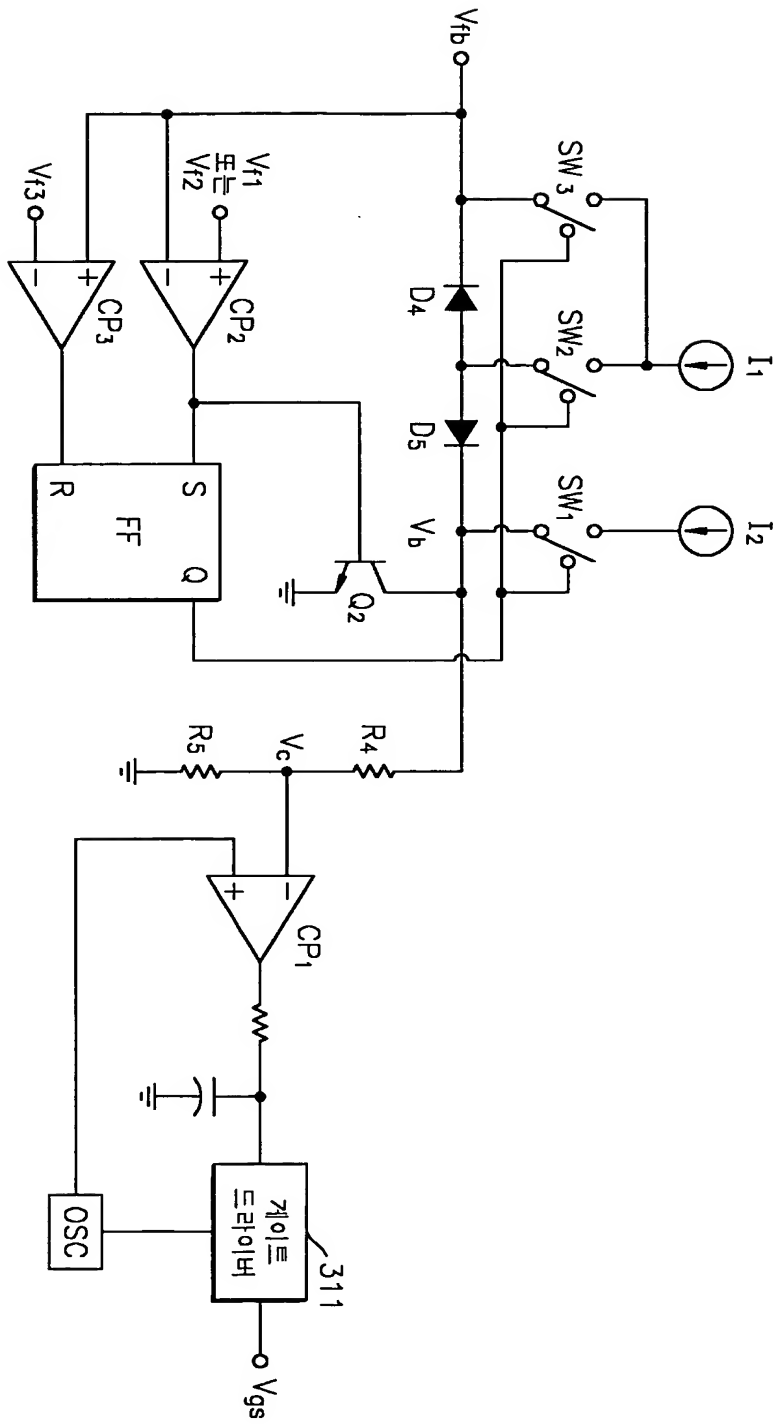 I₁
I₂
SW₃
SW₂
SW₁
Vfb
D₄
D₅
Vb
Vf1
또는
Vf2
Vf3
+
-
CP₂
+
-
CP₃
S
R
FF
Q
Q₂
R₄
Vc
R₅
-
+
CP₁
OSC
게이트
드라이버
311
Vgs